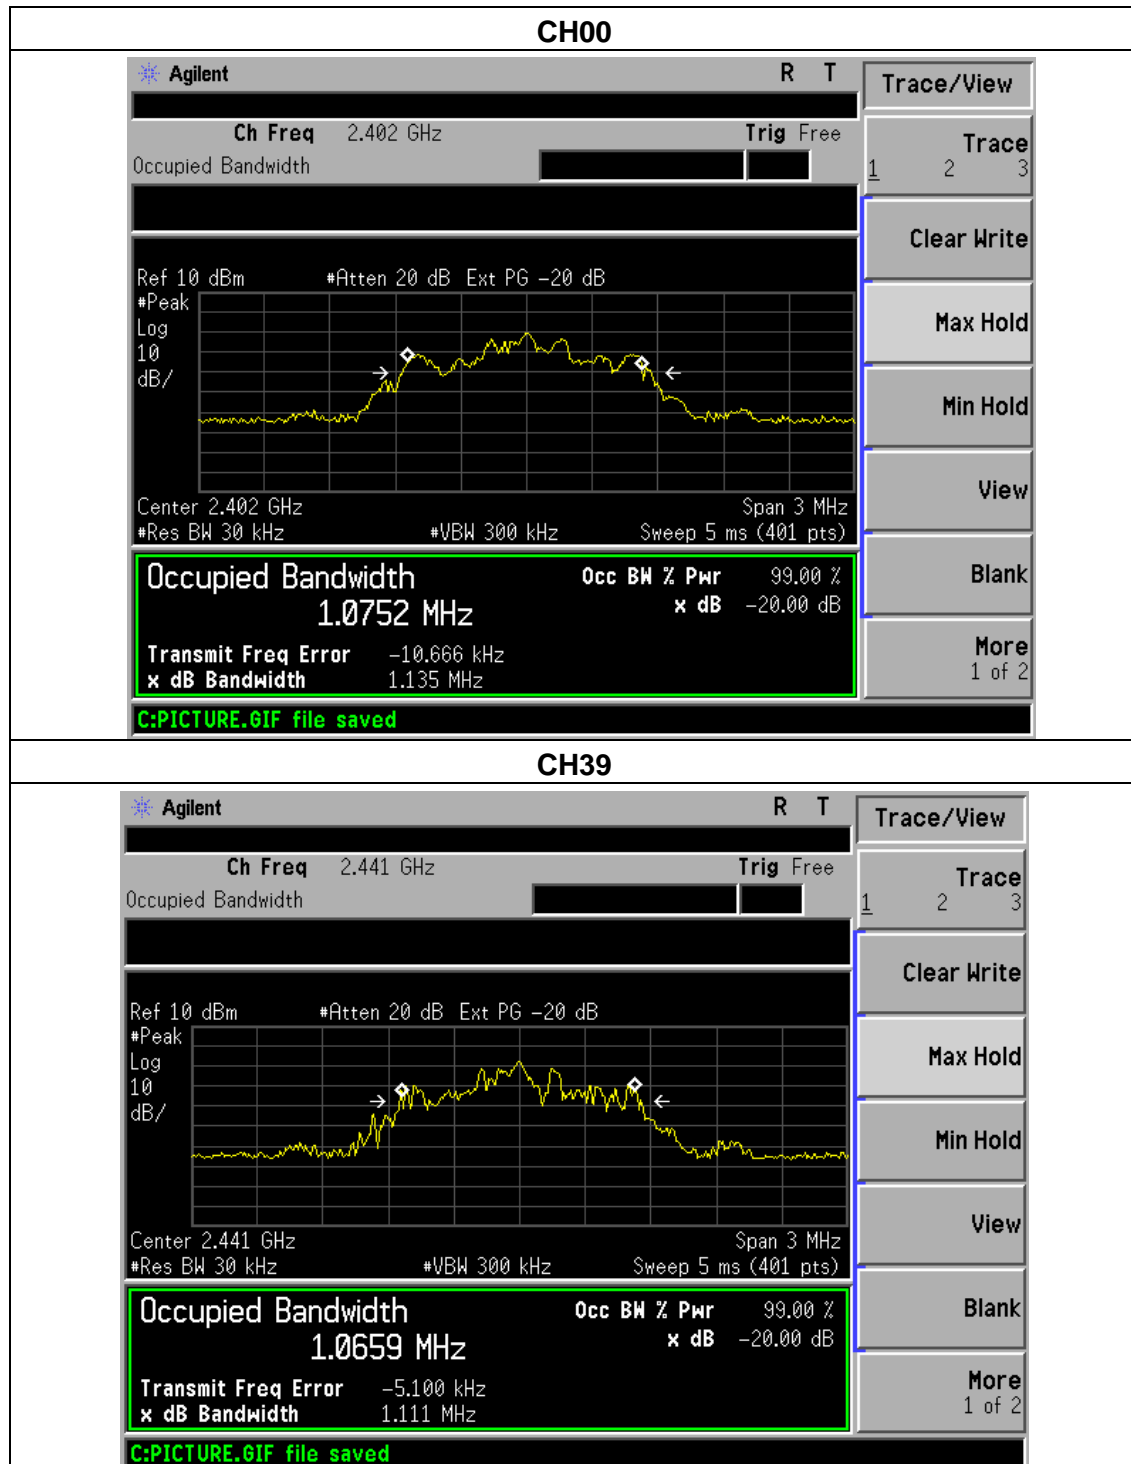 CH00
Agilent R T Trace/View
Ch Freq 2.402 GHz Trig Free
Occupied Bandwidth
Trace
1 2 3
Clear Write
Max Hold
Min Hold
View
Blank
More
1 of 2
Ref 10 dBm #Atten 20 dB Ext PG –20 dB
#Peak
Log
10
dB/
Center 2.402 GHz Span 3 MHz
#Res BW 30 kHz #VBW 300 kHz Sweep 5 ms (401 pts)
Occupied Bandwidth Occ BW % Pwr 99.00 %
1.0752 MHz x dB –20.00 dB
Transmit Freq Error –10.666 kHz
x dB Bandwidth 1.135 MHz
C:PICTURE.GIF file saved
CH39
Agilent R T Trace/View
Ch Freq 2.441 GHz Trig Free
Occupied Bandwidth
Trace
1 2 3
Clear Write
Max Hold
Min Hold
View
Blank
More
1 of 2
Ref 10 dBm #Atten 20 dB Ext PG –20 dB
#Peak
Log
10
dB/
Center 2.441 GHz Span 3 MHz
#Res BW 30 kHz #VBW 300 kHz Sweep 5 ms (401 pts)
Occupied Bandwidth Occ BW % Pwr 99.00 %
1.0659 MHz x dB –20.00 dB
Transmit Freq Error –5.100 kHz
x dB Bandwidth 1.111 MHz
C:PICTURE.GIF file saved